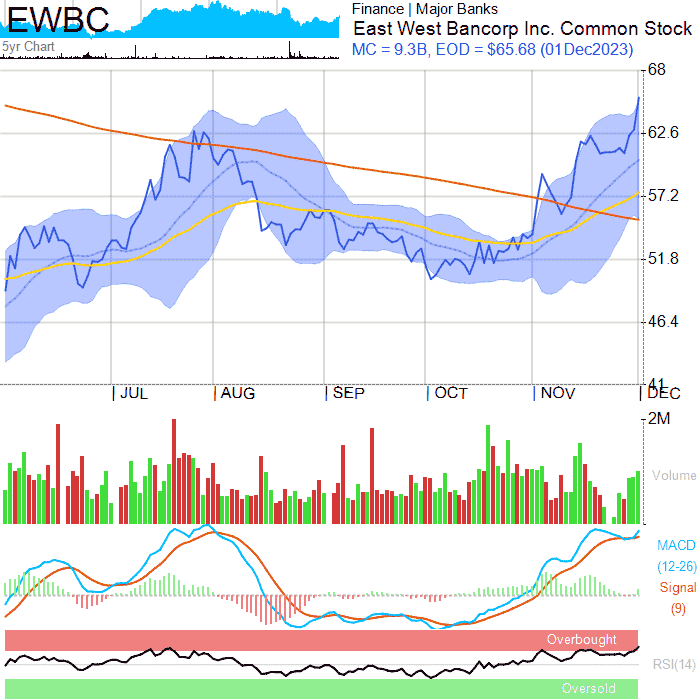 EWBC
5yr Chart
Finance | Major Banks
East West Bancorp Inc. Common Stock
MC = 9.3B, EOD = $65.68 (01Dec2023)
68
62.6
57.2
51.8
46.4
41
JUL AUG SEP OCT NOV DEC
2M
Volume
MACD
(12-26)
Signal
(9)
Overbought
RSI(14)
Oversold